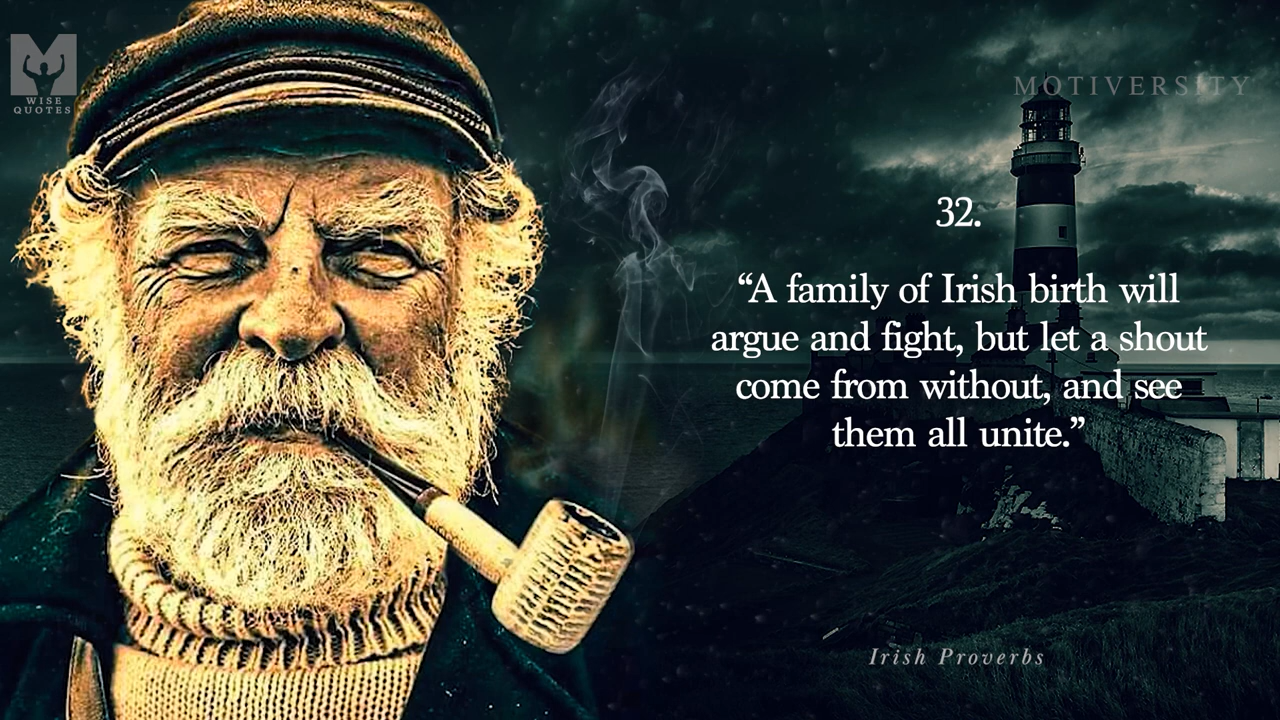 WISE
QUOTES
MOTIVERSITY
32.
“A family of Irish birth will
argue and fight, but let a shout
come from without, and see
them all unite.”
Irish Proverbs